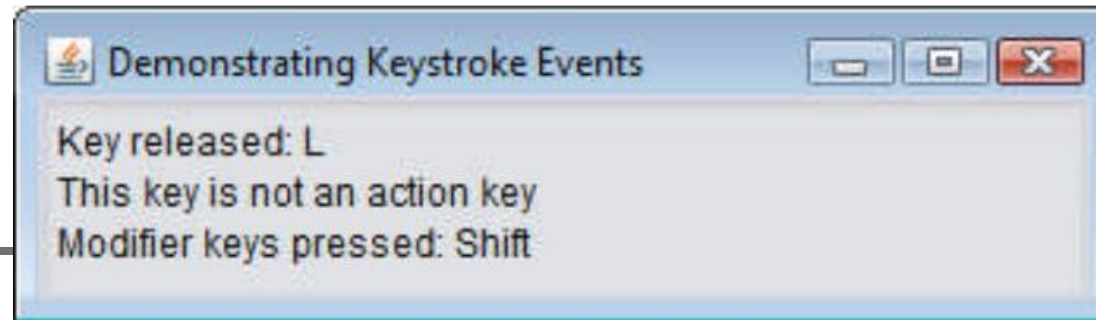 Demonstrating Keystroke Events
Key released: L
This key is not an action key
Modifier keys pressed: Shift